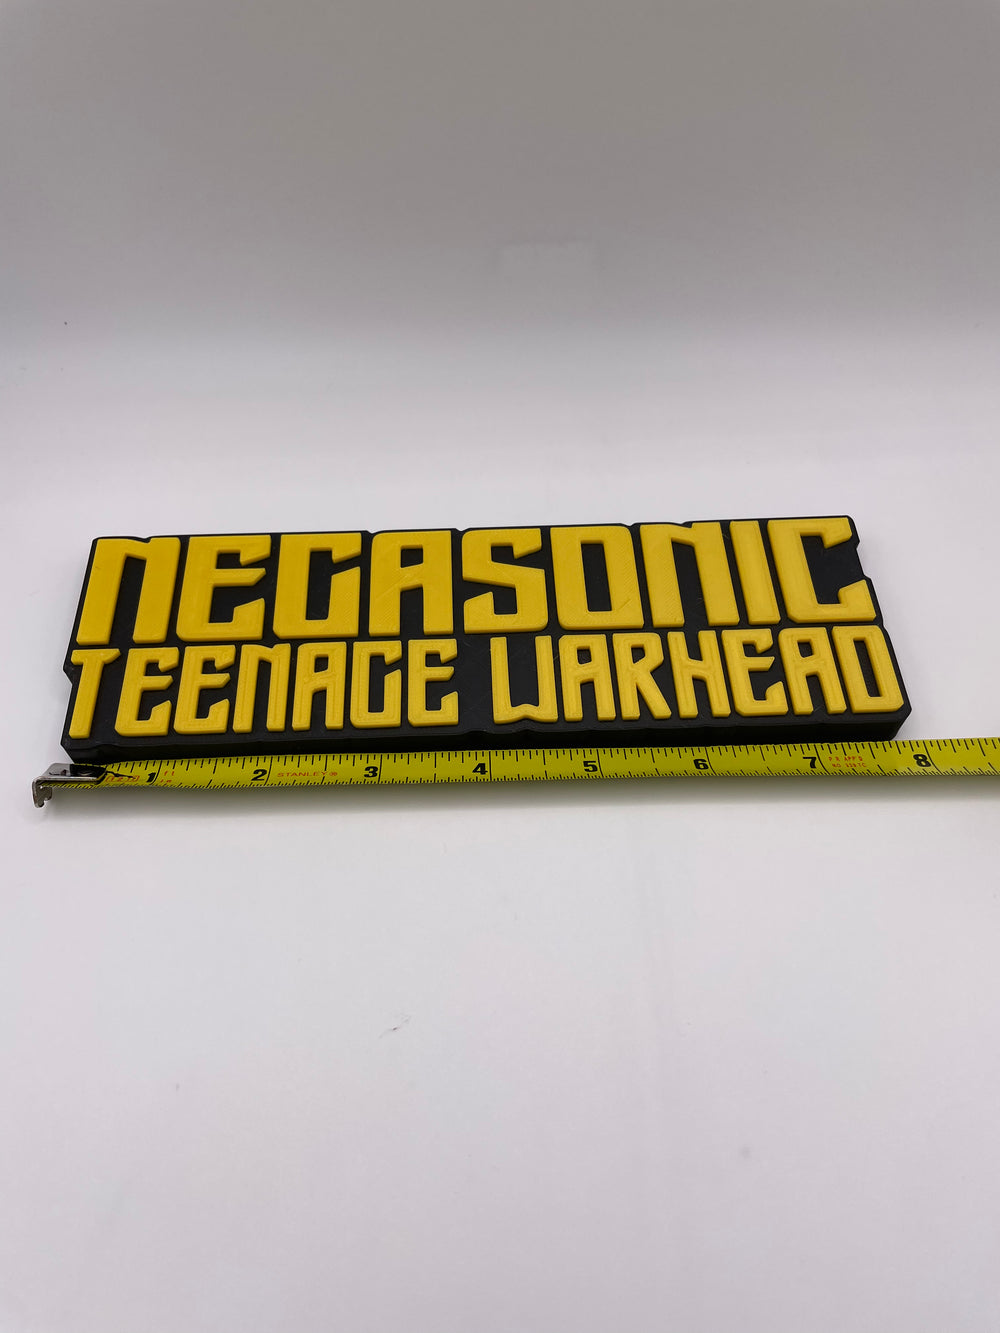 NEGASONIC
TEENAGE WARHEAD
1 2 STANLEY® 3 4 5 6 7 8